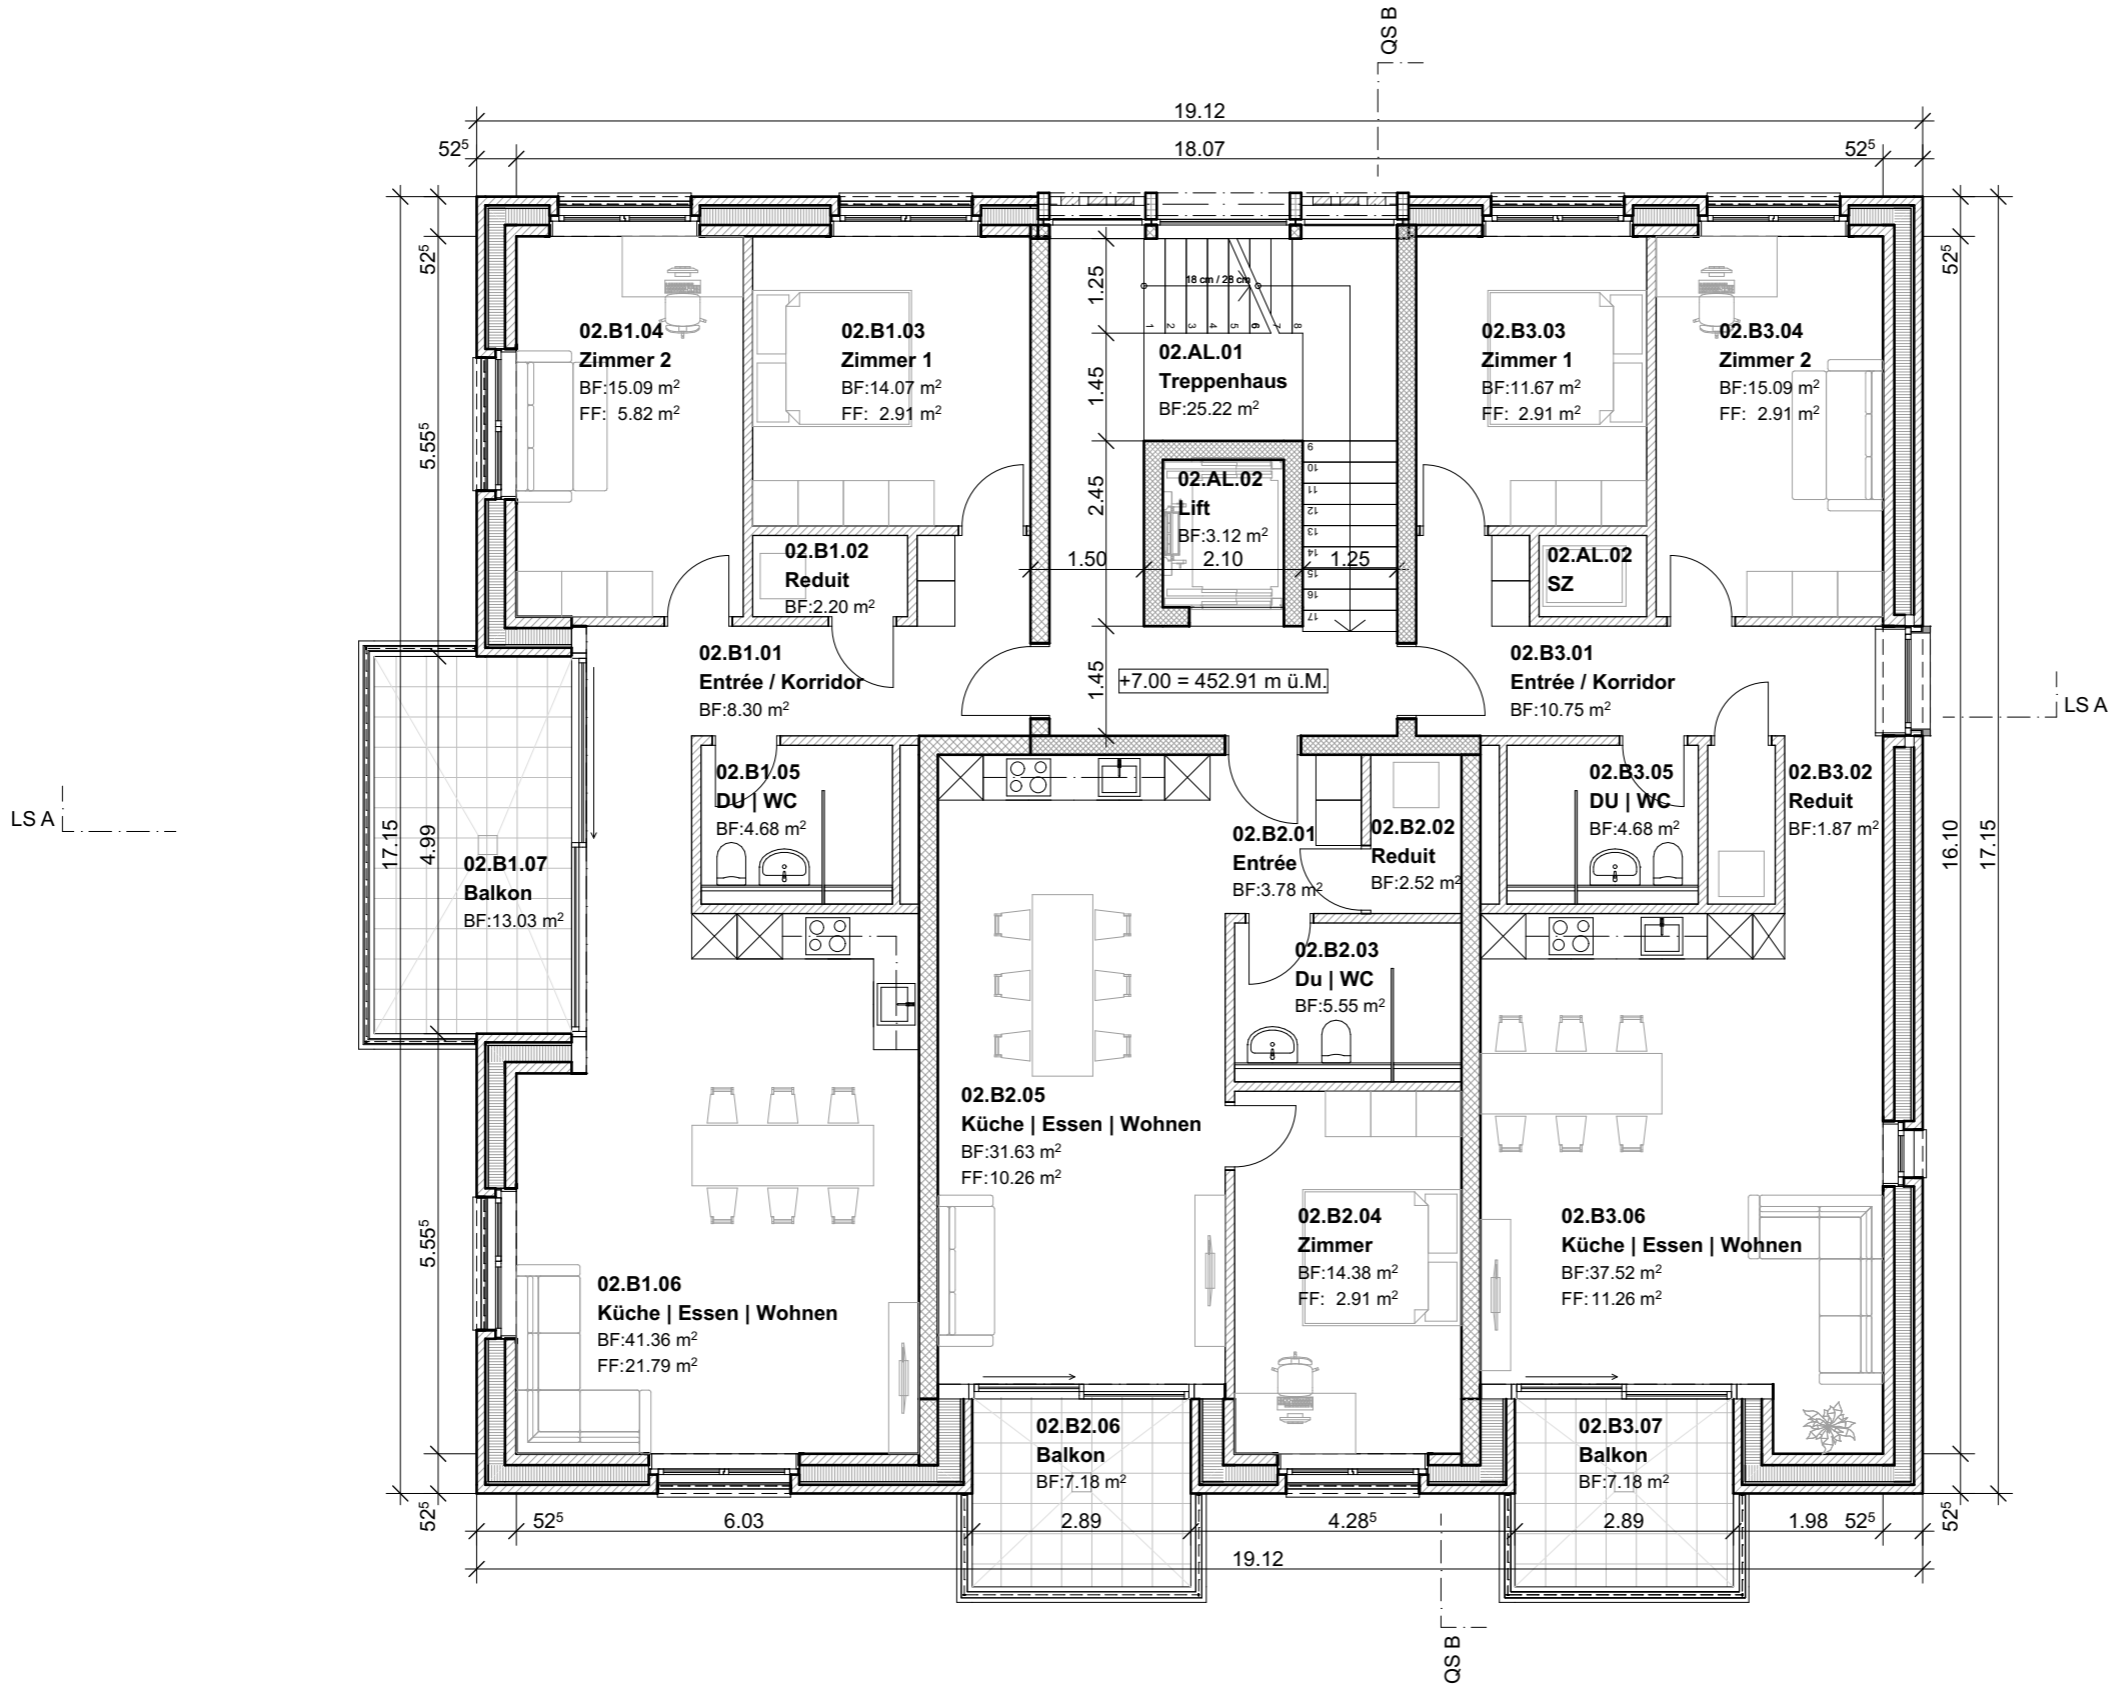 QS B
19.12
52⁵
18.07
52⁵
52⁵
52⁵
1.25
18 cm / 28 cm
1 2 3 4 5 6 7 8
02.B1.04
Zimmer 2
BF:15.09 m²
FF: 5.82 m²
02.B1.03
Zimmer 1
BF:14.07 m²
FF: 2.91 m²
02.AL.01
Treppenhaus
BF:25.22 m²
02.B3.03
Zimmer 1
BF:11.67 m²
FF: 2.91 m²
02.B3.04
Zimmer 2
BF:15.09 m²
FF: 2.91 m²
5.55⁵
1.45
2.45
02.AL.02
Lift
BF:3.12 m²
9
10
11
12
13
14
15
16
17
1.50
2.10
1.25
02.B1.02
Reduit
BF:2.20 m²
02.AL.02
SZ
02.B1.01
Entrée / Korridor
BF:8.30 m²
1.45
+7.00 = 452.91 m ü.M.
02.B3.01
Entrée / Korridor
BF:10.75 m²
LS A
LS A
17.15
4.99
02.B1.07
Balkon
BF:13.03 m²
02.B1.05
DU | WC
BF:4.68 m²
02.B2.01
Entrée
BF:3.78 m²
02.B2.02
Reduit
BF:2.52 m²
02.B3.05
DU | WC
BF:4.68 m²
02.B3.02
Reduit
BF:1.87 m²
16.10
17.15
02.B2.03
Du | WC
BF:5.55 m²
02.B2.05
Küche | Essen | Wohnen
BF:31.63 m²
FF:10.26 m²
5.55⁵
02.B1.06
Küche | Essen | Wohnen
BF:41.36 m²
FF:21.79 m²
02.B2.04
Zimmer
BF:14.38 m²
FF: 2.91 m²
02.B3.06
Küche | Essen | Wohnen
BF:37.52 m²
FF: 11.26 m²
02.B2.06
Balkon
BF:7.18 m²
02.B3.07
Balkon
BF:7.18 m²
52⁵
52⁵
6.03
2.89
4.28⁵
2.89
1.98
52⁵
52⁵
19.12
QS B